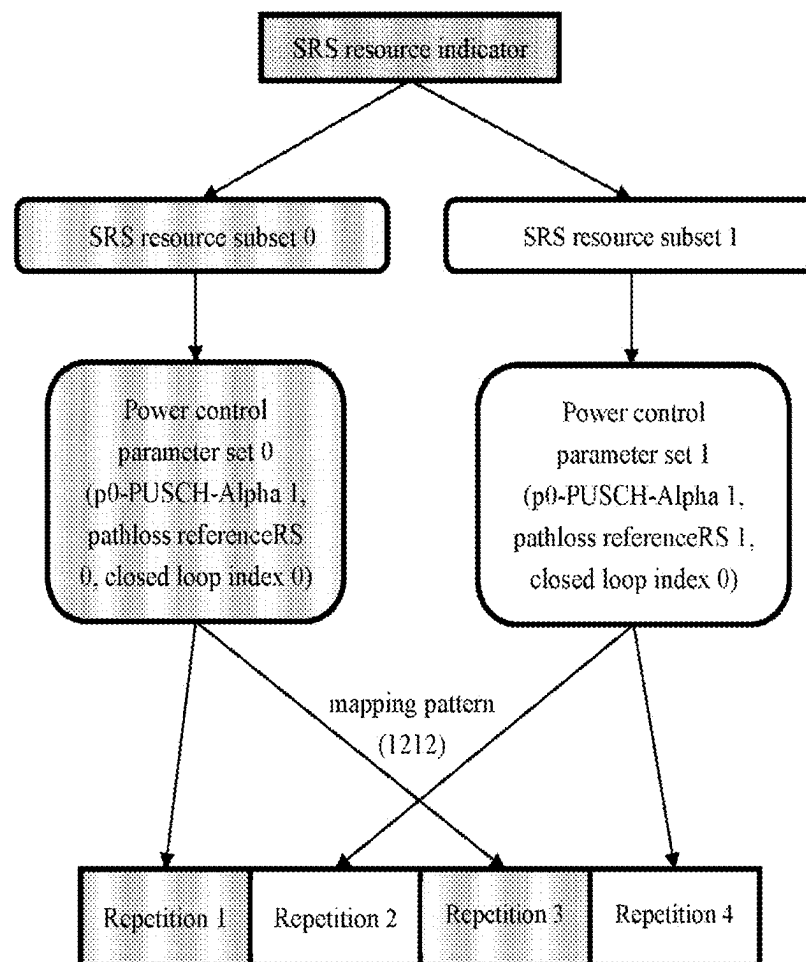 SRS resource indicator
SRS resource subset 0
SRS resource subset 1
Power control
parameter set 0
(p0-PUSCH-Alpha 1,
pathloss referenceRS
0, closed loop index 0)
Power control
parameter set 1
(p0-PUSCH-Alpha 1,
pathloss referenceRS 1,
closed loop index 0)
mapping pattern
(1212)
Repetition 1
Repetition 2
Repetition 3
Repetition 4